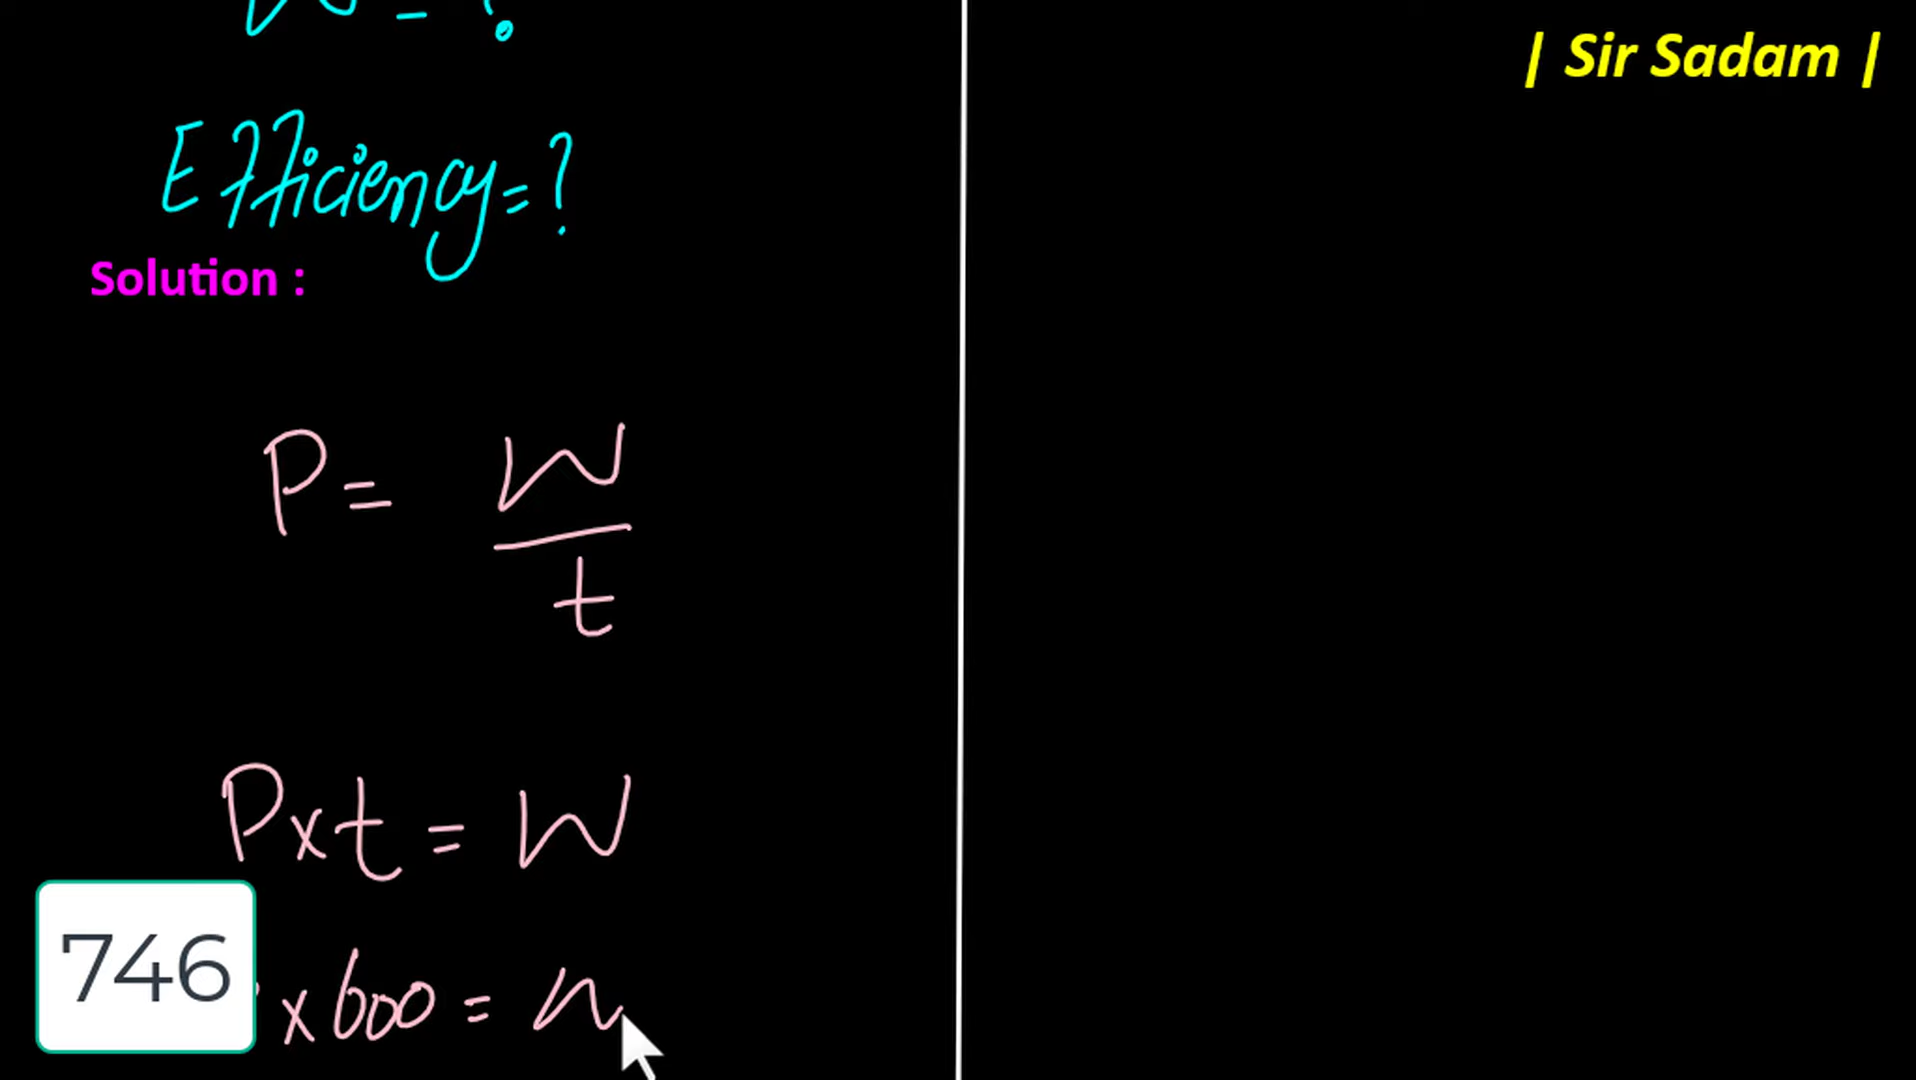 W = ?
| Sir Sadam |
Efficiency = ?
Solution :
P = W
t
P x t = W
746 x 600 = W